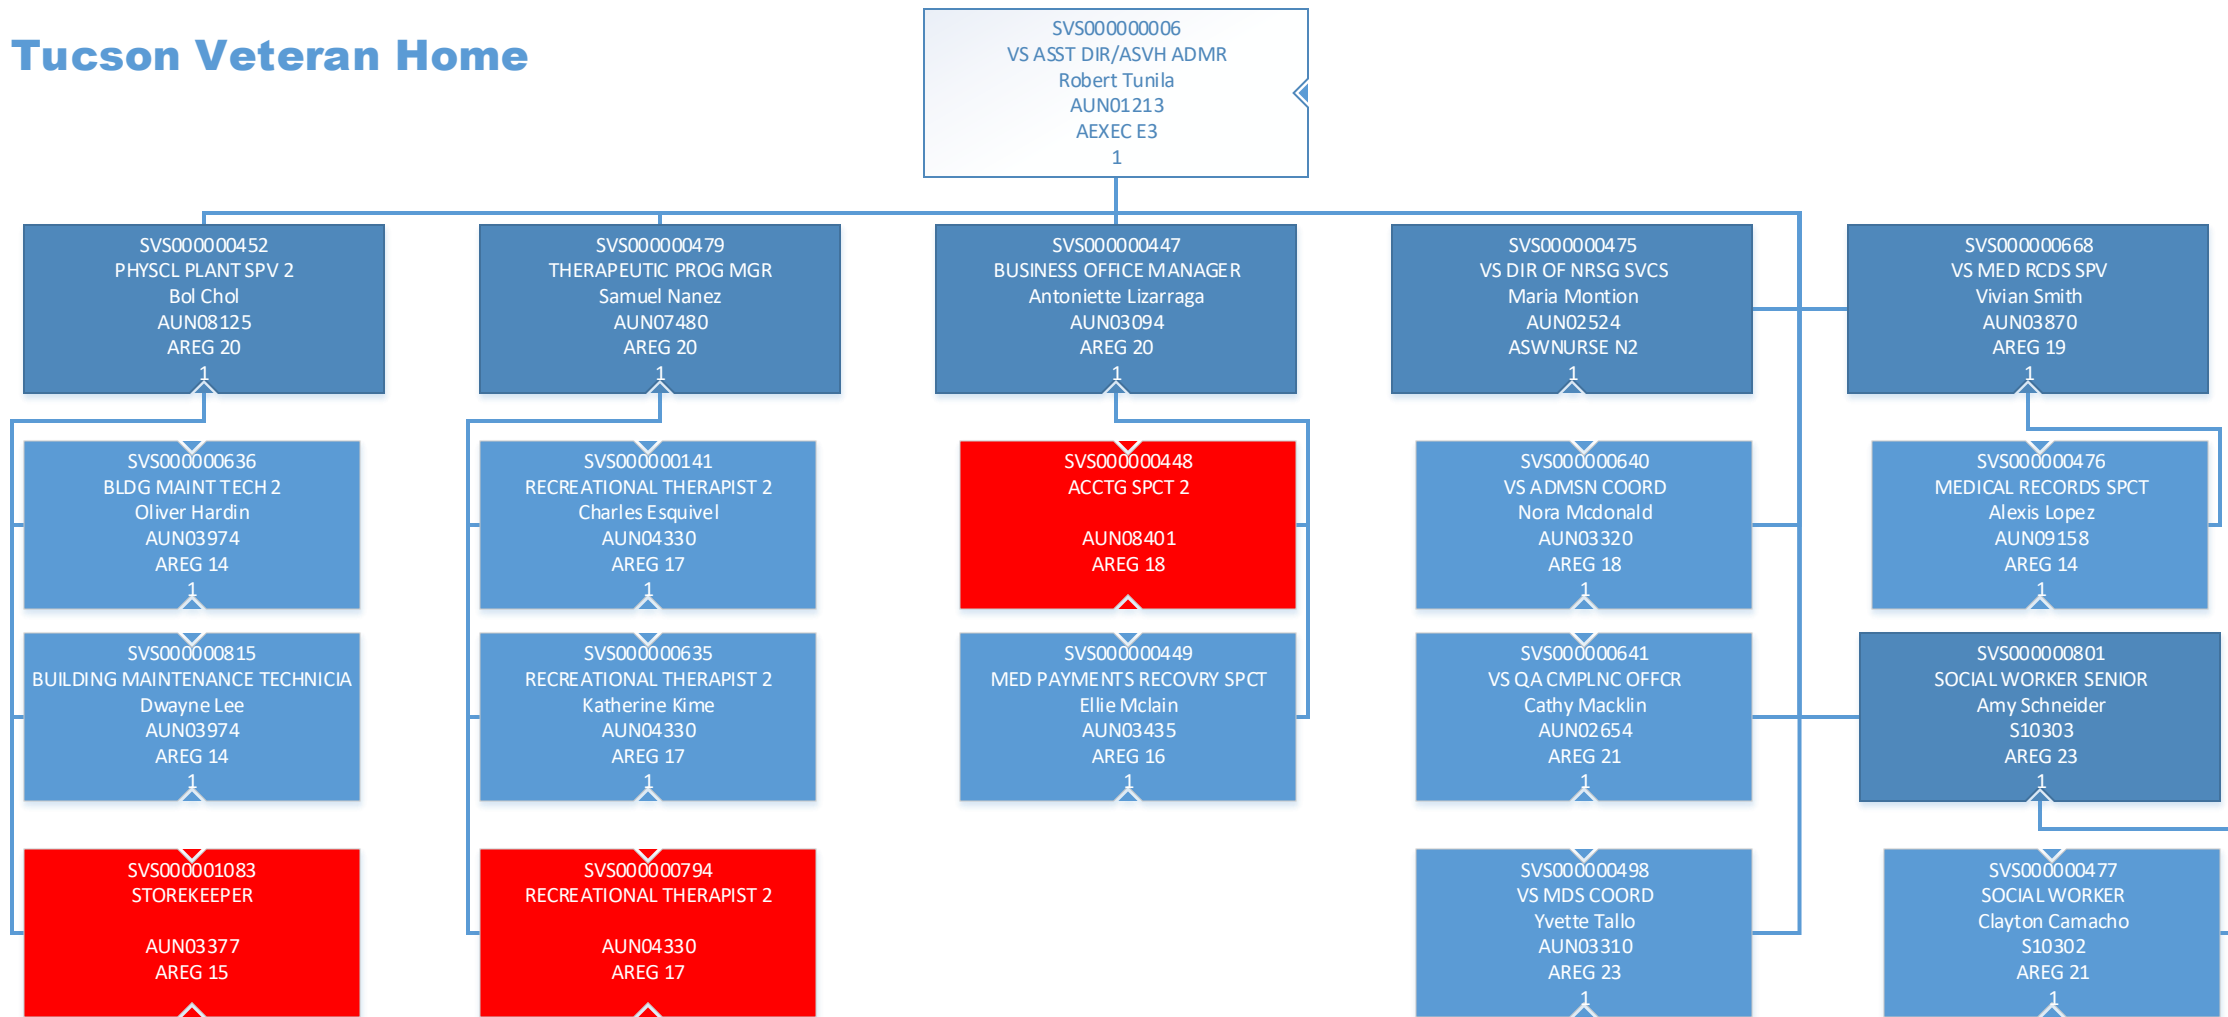 Tucson Veteran Home
SVS000000006
VS ASST DIR/ASVH ADMR
Robert Tunila
AUN01213
AEXEC E3
1
SVS000000452
PHYSCL PLANT SPV 2
Bol Chol
AUN08125
AREG 20
1
SVS000000479
THERAPEUTIC PROG MGR
Samuel Nanez
AUN07480
AREG 20
1
SVS000000447
BUSINESS OFFICE MANAGER
Antoniette Lizarraga
AUN03094
AREG 20
1
SVS000000475
VS DIR OF NRSG SVCS
Maria Montion
AUN02524
ASWNURSE N2
1
SVS000000668
VS MED RCDS SPV
Vivian Smith
AUN03870
AREG 19
1
SVS000000636
BLDG MAINT TECH 2
Oliver Hardin
AUN03974
AREG 14
1
SVS000000141
RECREATIONAL THERAPIST 2
Charles Esquivel
AUN04330
AREG 17
1
SVS000000448
ACCTG SPCT 2
AUN08401
AREG 18
SVS000000640
VS ADMSN COORD
Nora Mcdonald
AUN03320
AREG 18
1
SVS000000476
MEDICAL RECORDS SPCT
Alexis Lopez
AUN09158
AREG 14
1
SVS000000815
BUILDING MAINTENANCE TECHNICIA
Dwayne Lee
AUN03974
AREG 14
1
SVS000000635
RECREATIONAL THERAPIST 2
Katherine Kime
AUN04330
AREG 17
1
SVS000000449
MED PAYMENTS RECOVRY SPCT
Ellie Mclain
AUN03435
AREG 16
1
SVS000000641
VS QA CMPLNC OFFCR
Cathy Macklin
AUN02654
AREG 21
1
SVS000000801
SOCIAL WORKER SENIOR
Amy Schneider
S10303
AREG 23
1
SVS000001083
STOREKEEPER
AUN03377
AREG 15
SVS000000794
RECREATIONAL THERAPIST 2
AUN04330
AREG 17
SVS000000498
VS MDS COORD
Yvette Tallo
AUN03310
AREG 23
1
SVS000000477
SOCIAL WORKER
Clayton Camacho
S10302
AREG 21
1